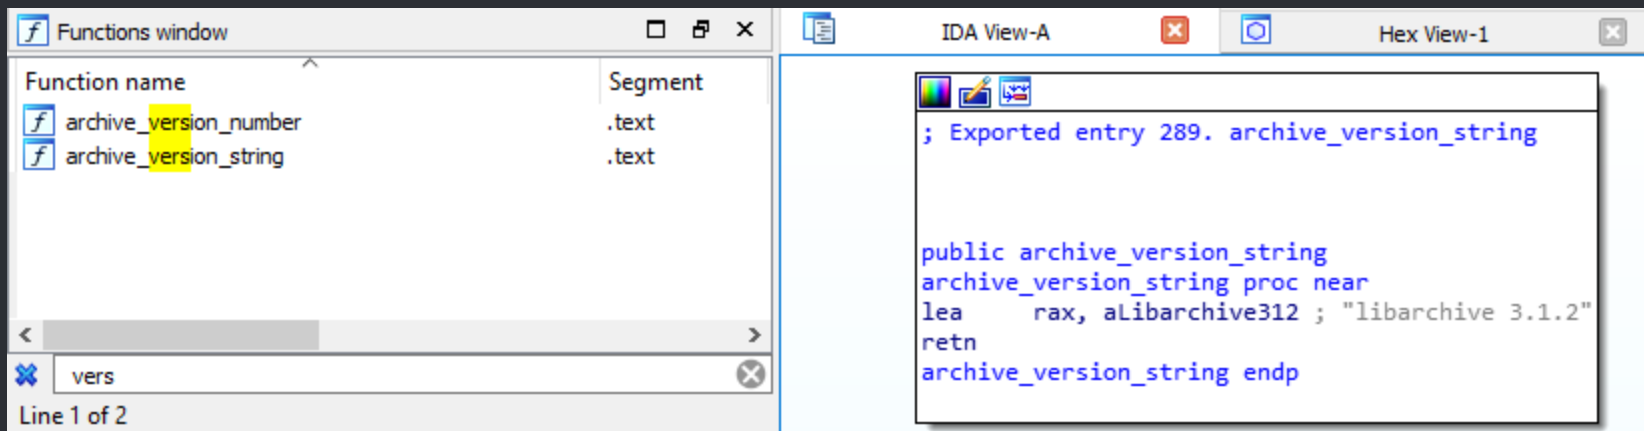 Functions window
Function name Segment
archive_version_number .text
archive_version_string .text
vers
Line 1 of 2
IDA View-A Hex View-1
; Exported entry 289. archive_version_string
public archive_version_string
archive_version_string proc near
lea rax, aLibarchive312 ; "libarchive 3.1.2"
retn
archive_version_string endp